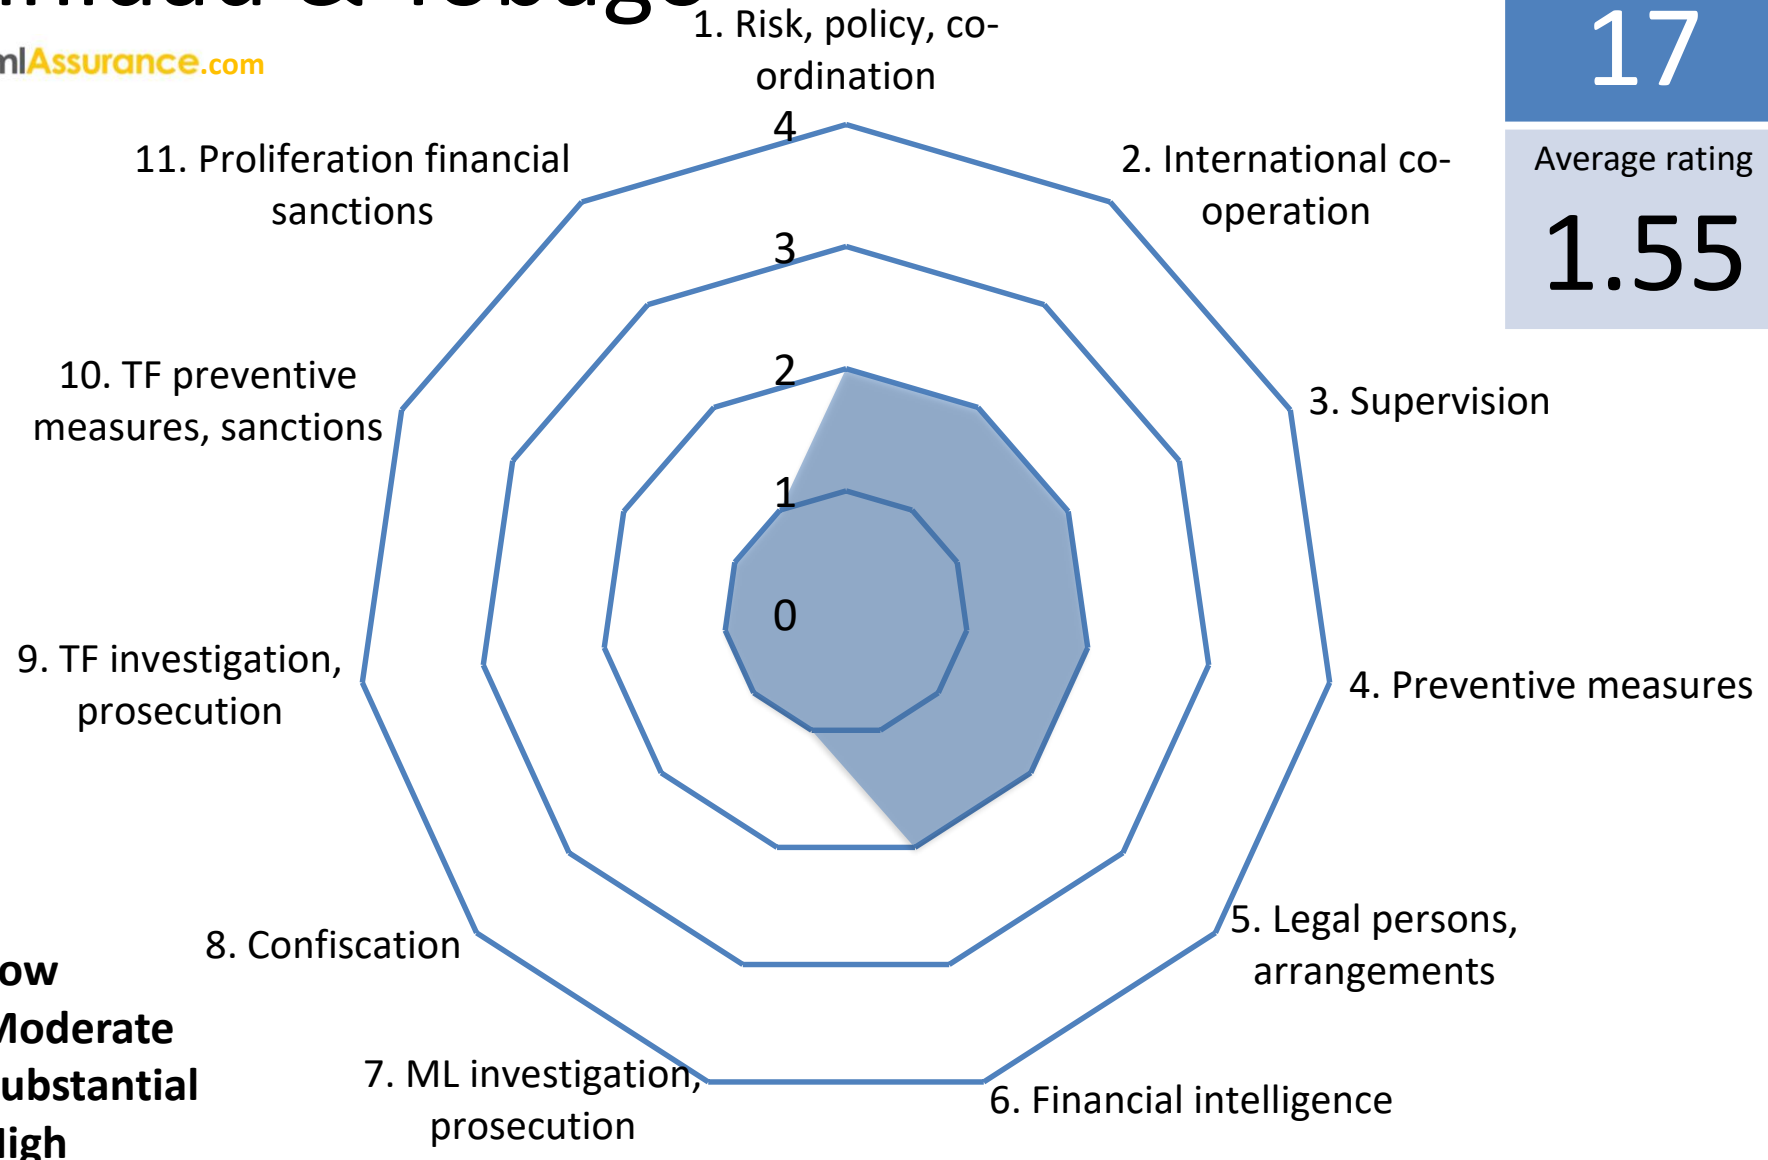 & Tobago
mlAssurance.com
17
Average rating
1.55
1. Risk, policy, co-
ordination
2. International co-
operation
3. Supervision
4. Preventive measures
5. Legal persons,
arrangements
6. Financial intelligence
7. ML investigation,
prosecution
8. Confiscation
9. TF investigation,
prosecution
10. TF preventive
measures, sanctions
11. Proliferation financial
sanctions
4
3
2
1
0
ow
Moderate
ubstantial
High